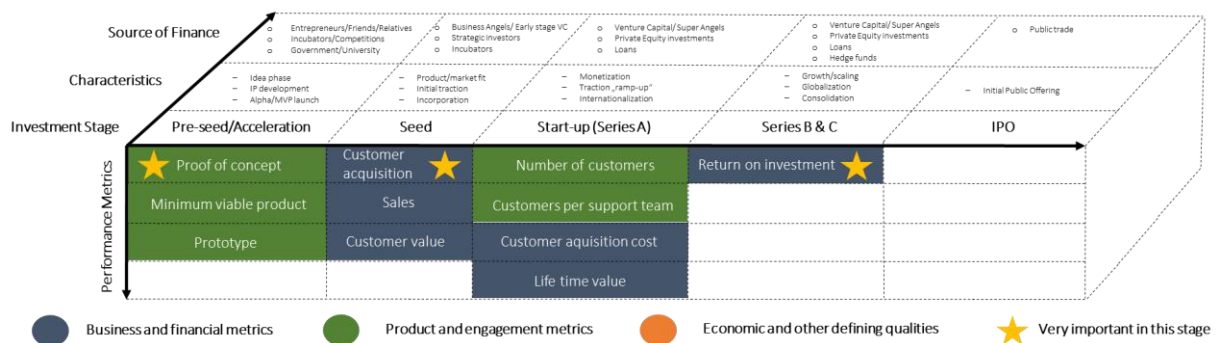 Source of Finance
o Entrepreneurs/Friends/Relatives
o Incubators/Competitions
o Government/University
o Business Angels/ Early stage VC
o Strategic investors
o Incubators
o Venture Capital/ Super Angels
o Private Equity investments
o Loans
o Venture Capital/ Super Angels
o Private Equity Investments
o Loans
o Hedge funds
o Public trade
Characteristics
– Idea phase
– IP development
– Alpha/MVP launch
– Product/market fit
– Initial traction
– Incorporation
– Monetization
– Traction „ramp-up"
– Internationalization
– Growth/scaling
– Globalization
– Consolidation
– Initial Public Offering
Investment Stage
Pre-seed/Acceleration
Seed
Start-up (Series A)
Series B & C
IPO
Performance Metrics
Proof of concept
Customer
acquisition
Number of customers
Return on investment
Minimum viable product
Sales
Customers per support team
Prototype
Customer value
Customer aquisition cost
Life time value
Business and financial metrics
Product and engagement metrics
Economic and other defining qualities
Very important in this stage